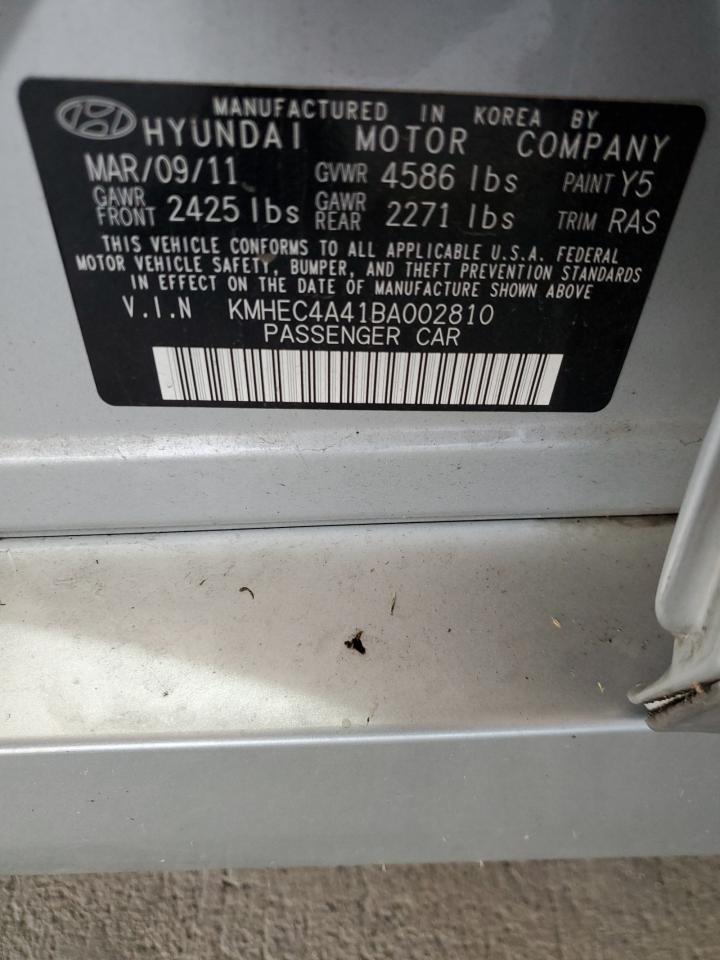 MANUFACTURED IN KOREA BY
HYUNDAI MOTOR COMPANY
MAR/09/11 GVWR 4586 lbs PAINT Y5
GAWR FRONT 2425 lbs GAWR REAR 2271 lbs TRIM RAS
THIS VEHICLE CONFORMS TO ALL APPLICABLE U.S.A. FEDERAL
MOTOR VEHICLE SAFETY, BUMPER, AND THEFT PREVENTION STANDARDS
IN EFFECT ON THE DATE OF MANUFACTURE SHOWN ABOVE
V.I.N KMHEC4A41BA002810
PASSENGER CAR